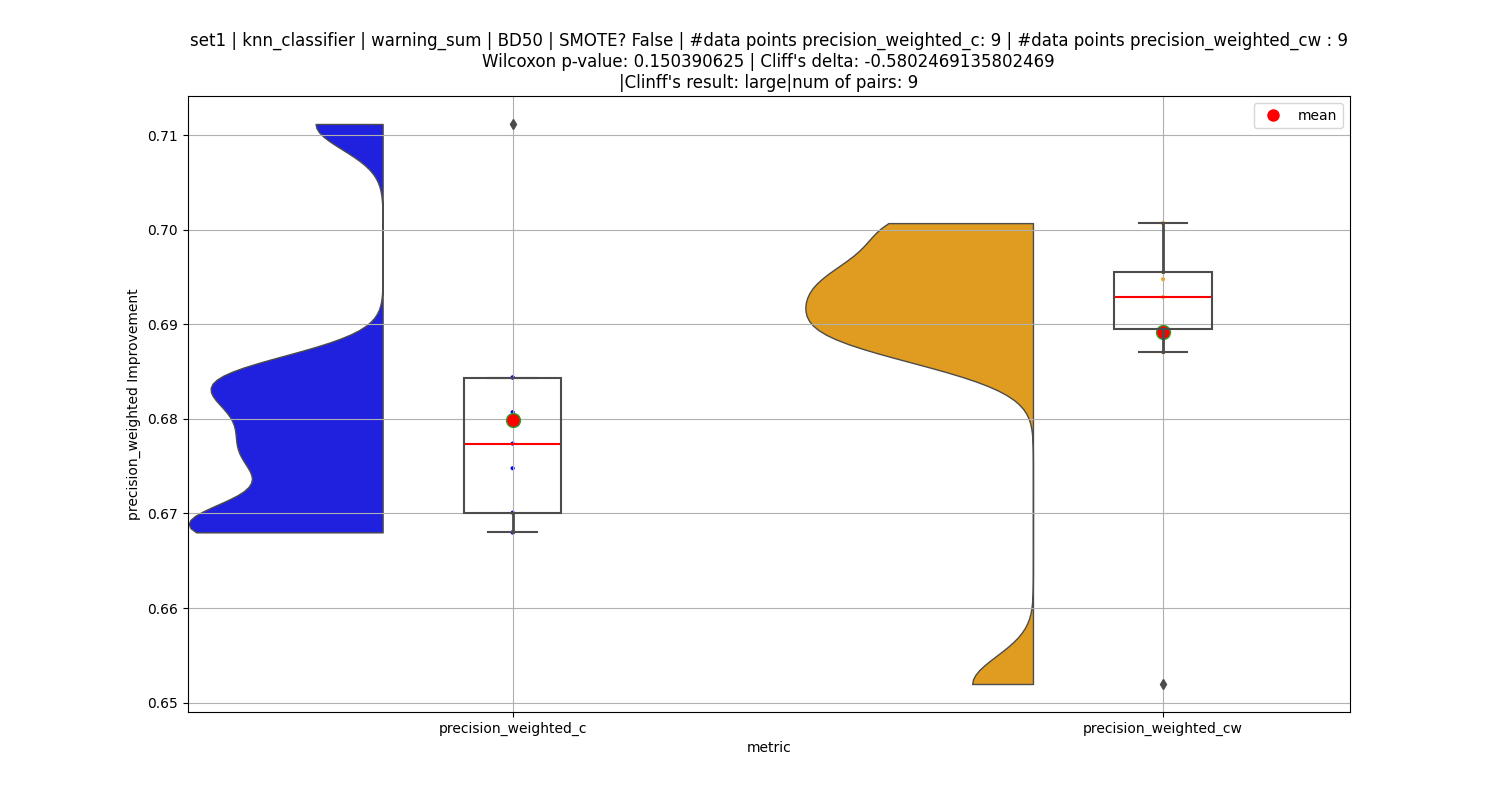 set1 | knn_classifier | warning_sum | BD50 | SMOTE? False | #data points precision_weighted_c: 9 | #data points precision_weighted_cw : 9
Wilcoxon p-value: 0.150390625 | Cliff's delta: -0.5802469135802469
|Clinff's result: large|num of pairs: 9
mean
0.71
0.70
0.69
0.68
0.67
0.66
0.65
precision_weighted Improvement
precision_weighted_c
precision_weighted_cw
metric